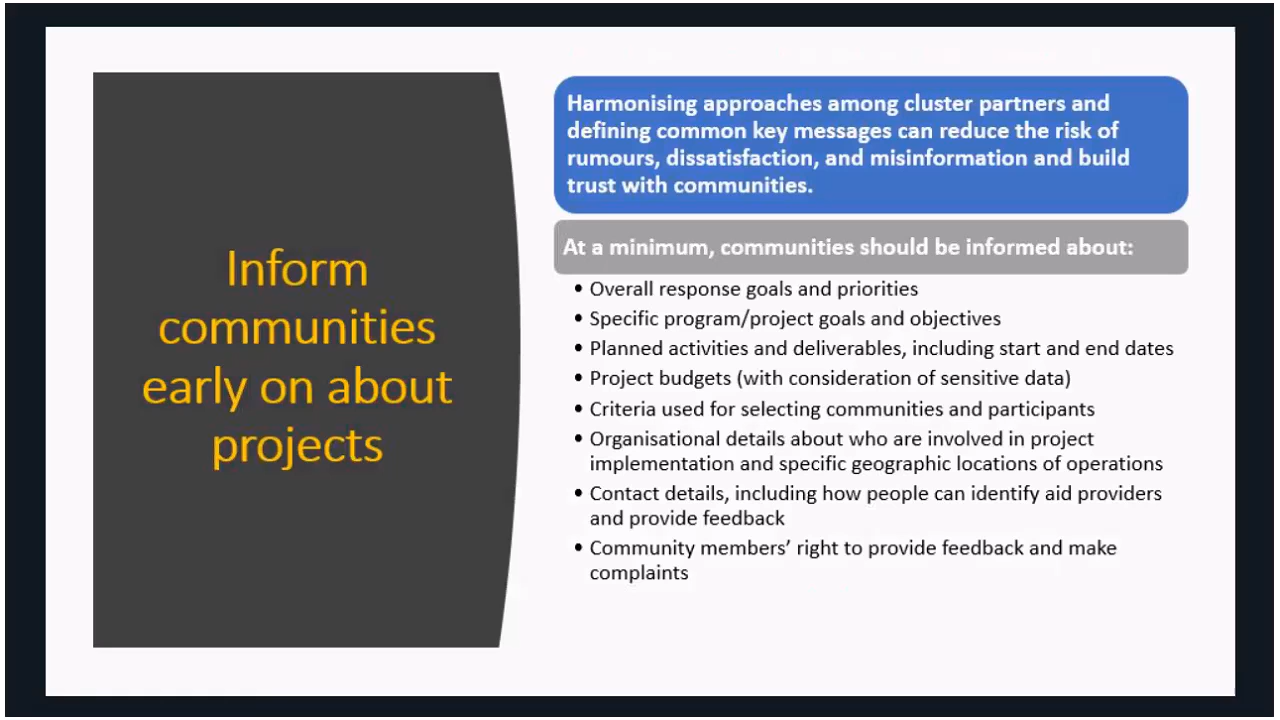 Inform
communities
early on about
projects
Harmonising approaches among cluster partners and
defining common key messages can reduce the risk of
rumours, dissatisfaction, and misinformation and build
trust with communities.
At a minimum, communities should be informed about:
• Overall response goals and priorities
• Specific program/project goals and objectives
• Planned activities and deliverables, including start and end dates
• Project budgets (with consideration of sensitive data)
• Criteria used for selecting communities and participants
• Organisational details about who are involved in project
implementation and specific geographic locations of operations
• Contact details, including how people can identify aid providers
and provide feedback
• Community members’ right to provide feedback and make
complaints